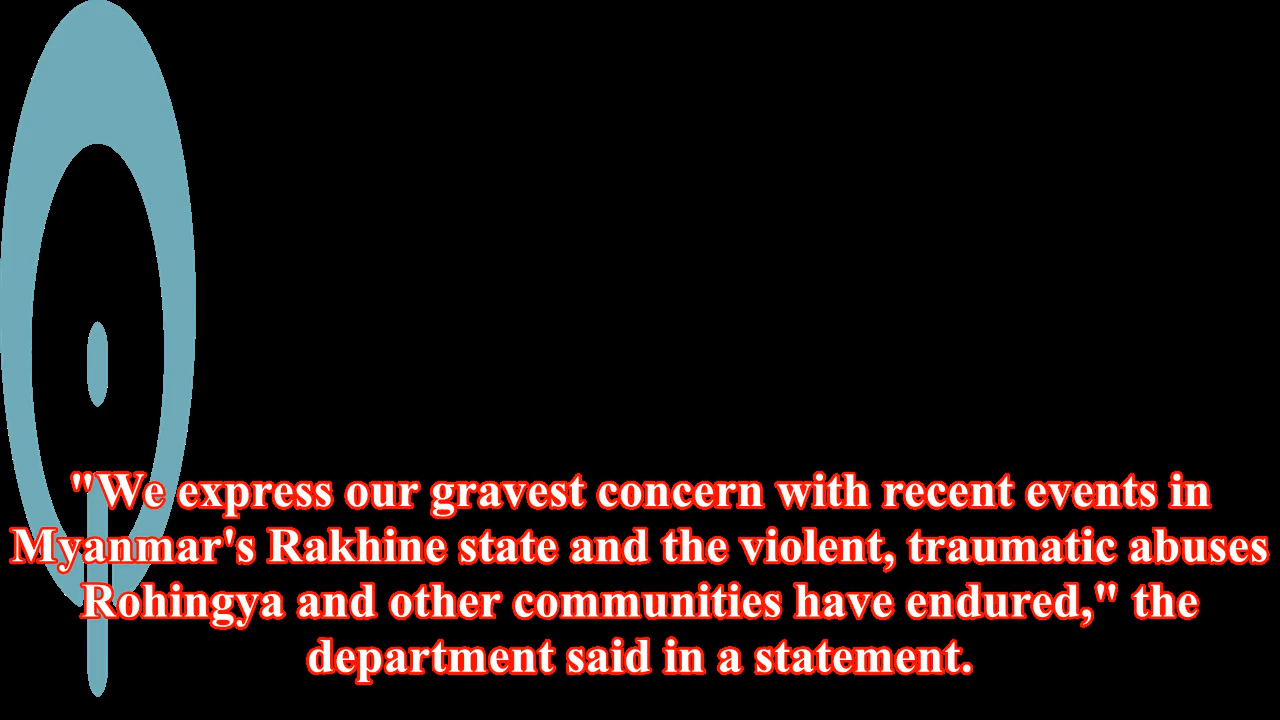 "We express our gravest concern with recent events in
Myanmar's Rakhine state and the violent, traumatic abuses
Rohingya and other communities have endured," the
department said in a statement.